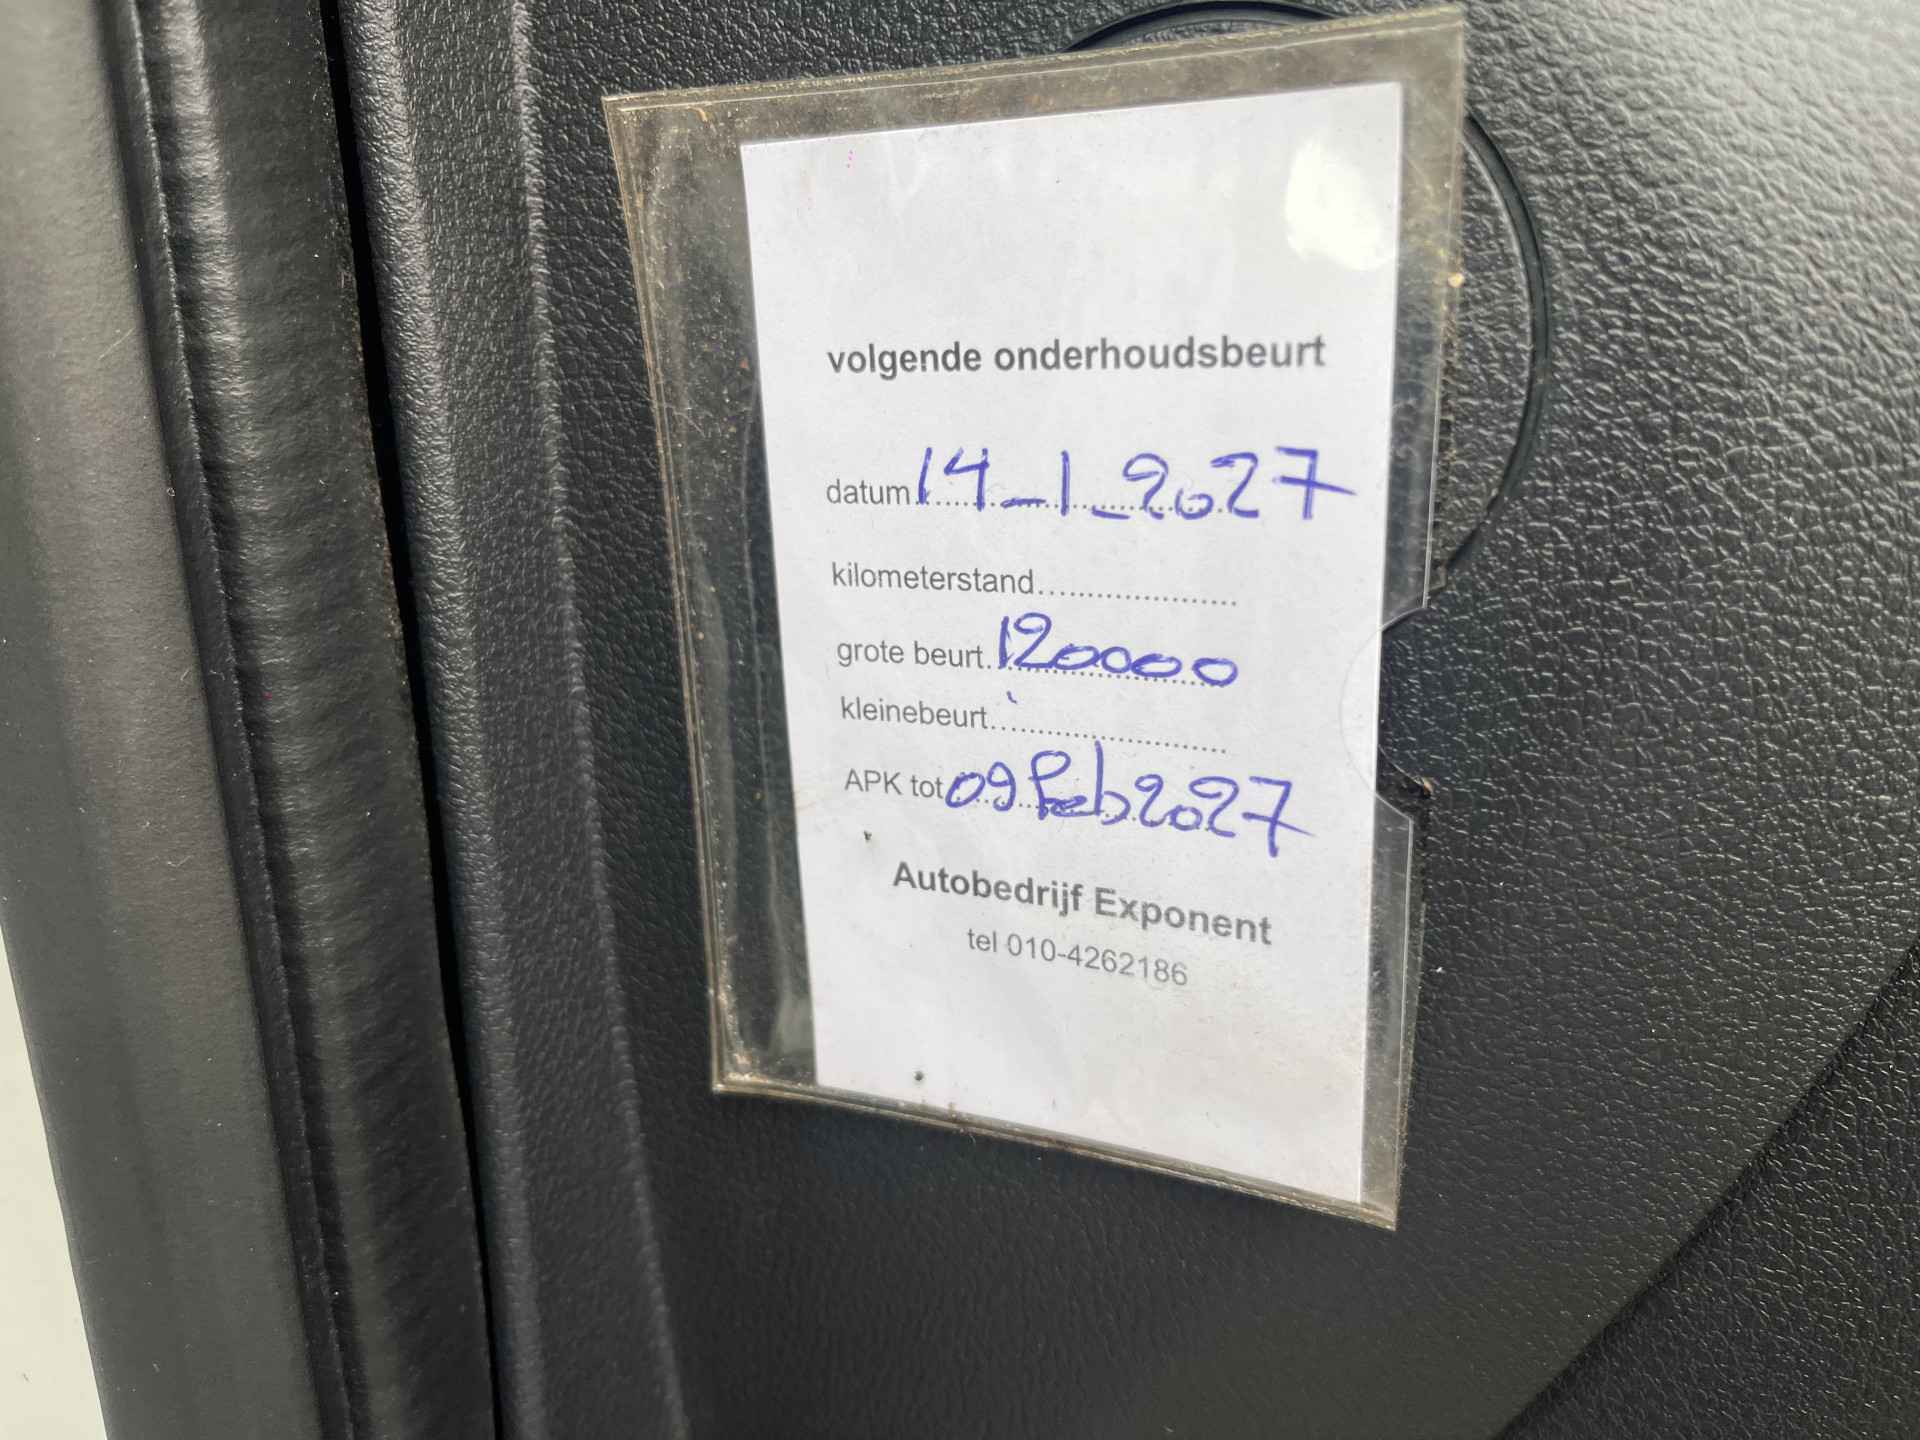 volgende onderhoudsbeurt
datum 14-1-2027
kilometerstand....................
grote beurt 120000
kleinebeurt........................
APK tot 09 Feb 2027
Autobedrijf Exponent
tel 010-4262186